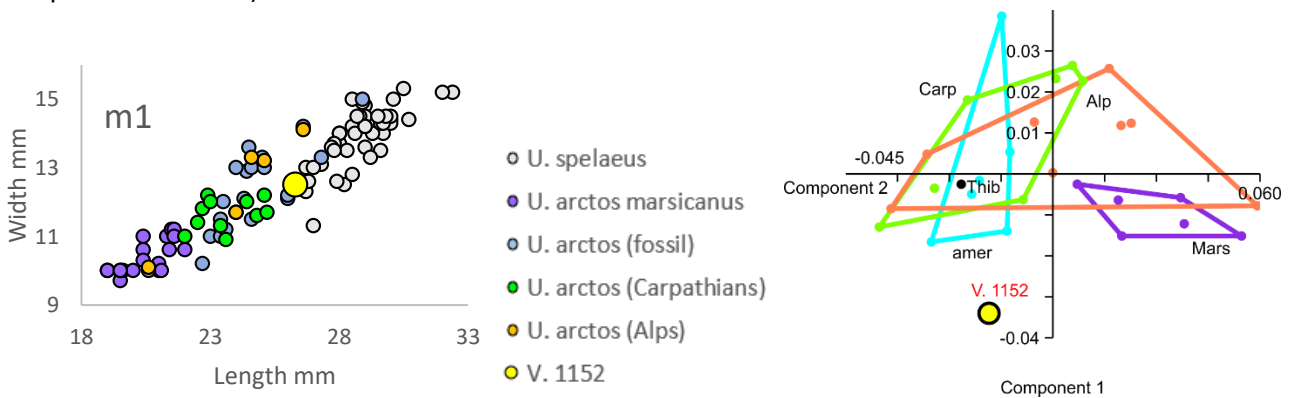 m1
15
13
11
9
Width mm
18
23
28
33
Length mm
U. spelaeus
U. arctos marsicanus
U. arctos (fossil)
U. arctos (Carpathians)
U. arctos (Alps)
V. 1152
0.03
0.02
0.01
Carp
Alp
-0.045
Component 2
Thib
0.060
amer
Mars
V. 1152
-0.04
Component 1